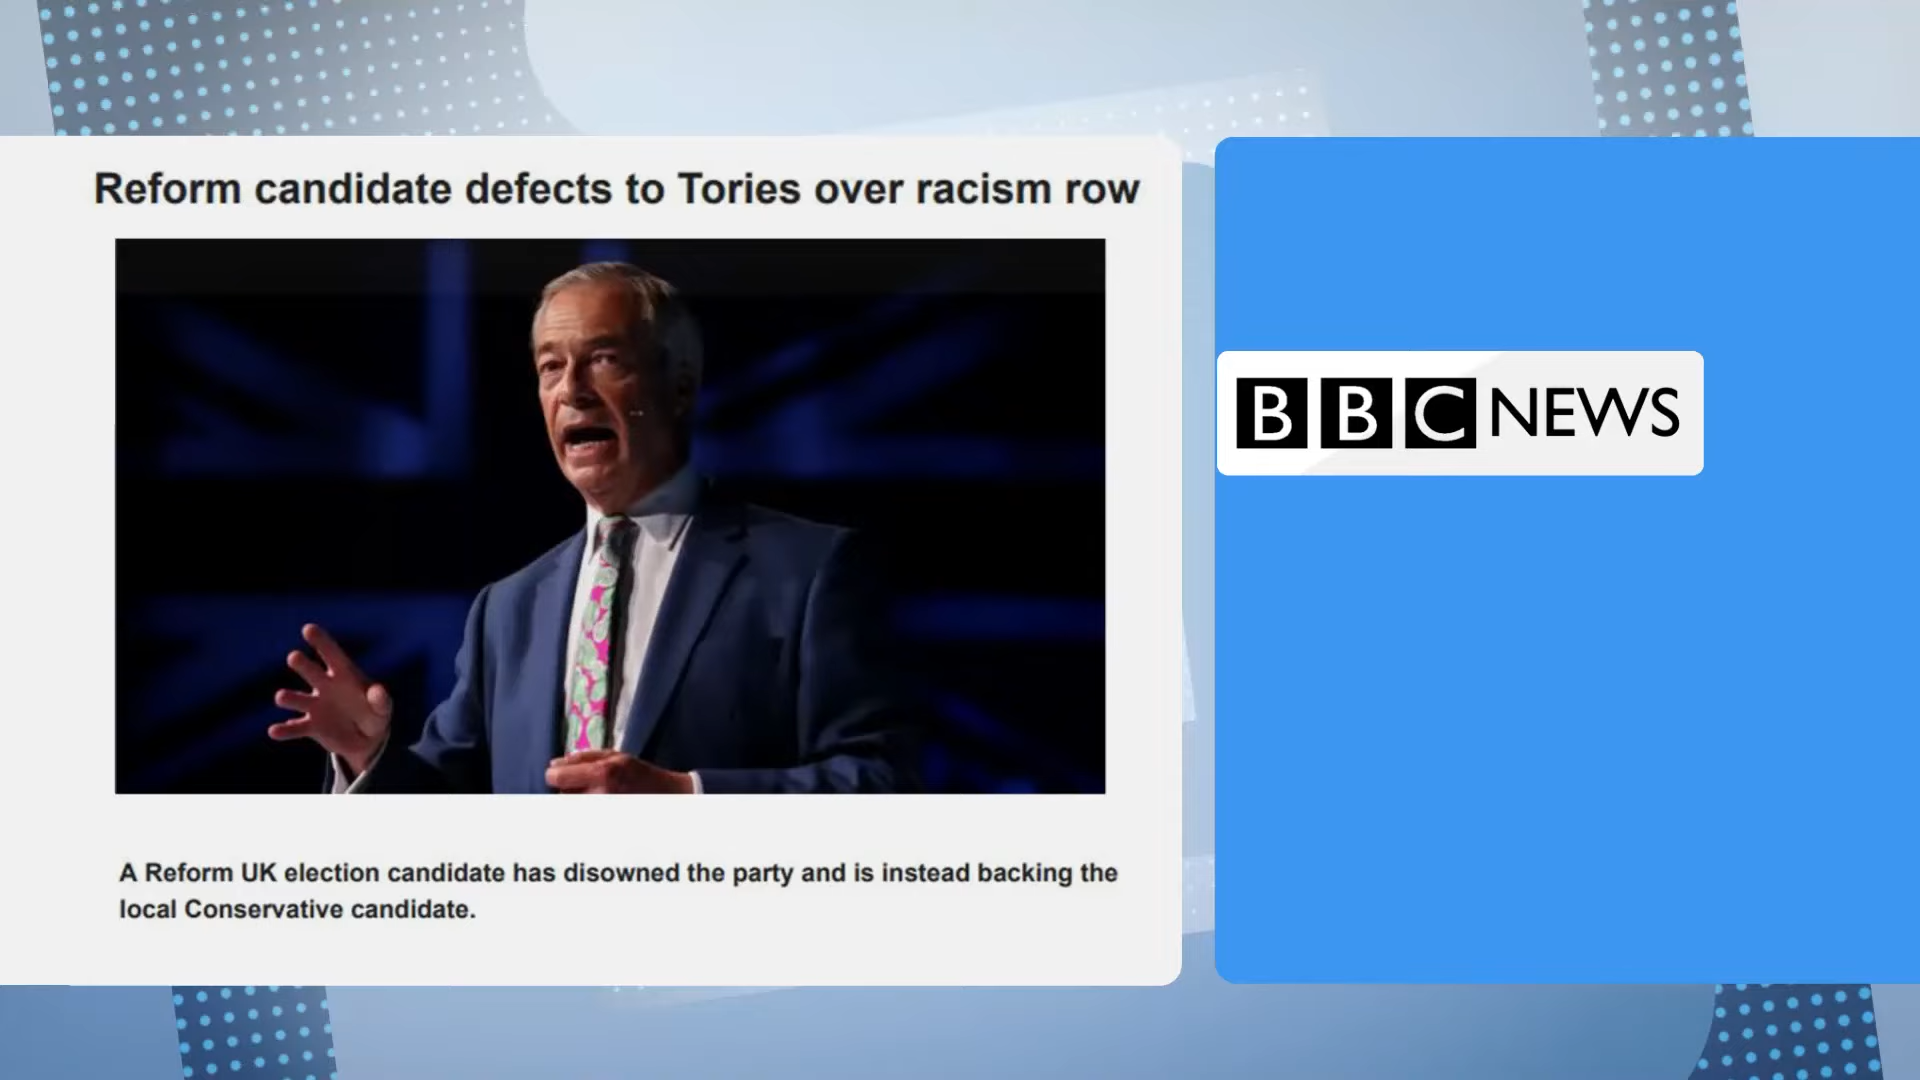 Reform candidate defects to Tories over racism row
BBC NEWS
A Reform UK election candidate has disowned the party and is instead backing the
local Conservative candidate.